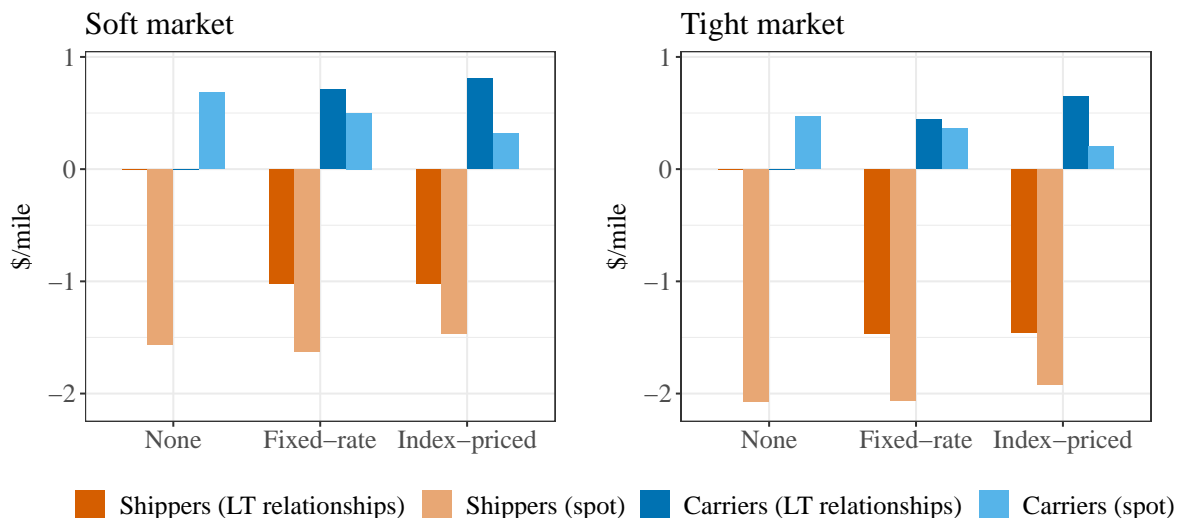 Soft market
1
0
−1
−2
$/mile
None
Fixed−rate
Index−priced
Tight market
1
0
−1
−2
$/mile
None
Fixed−rate
Index−priced
Shippers (LT relationships)
Shippers (spot)
Carriers (LT relationships)
Carriers (spot)